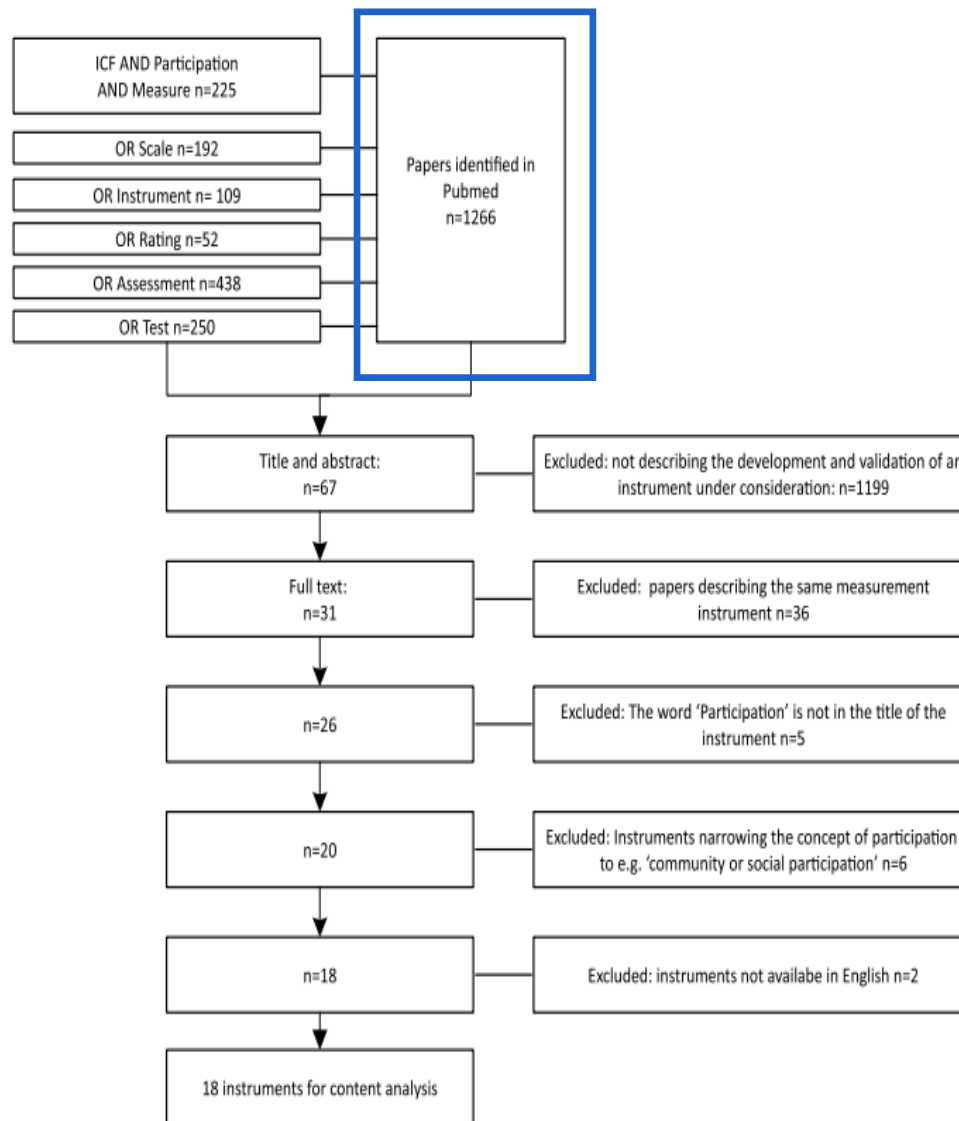 ICF AND Participation
AND Measure n=225
OR Scale n=192
OR Instrument n= 109
OR Rating n=52
OR Assessment n=438
OR Test n=250
Papers identified in
Pubmed
n=1266
Title and abstract:
n=67
Excluded: not describing the development and validation of an
instrument under consideration: n=1199
Full text:
n=31
Excluded:  papers describing the same measurement
instrument n=36
n=26
Excluded: The word ‘Participation’ is not in the title of the
instrument n=5
n=20
Excluded: Instruments narrowing the concept of participation
to e.g. ‘community or social participation’ n=6
n=18
Excluded: instruments not availabe in English n=2
18 instruments for content analysis